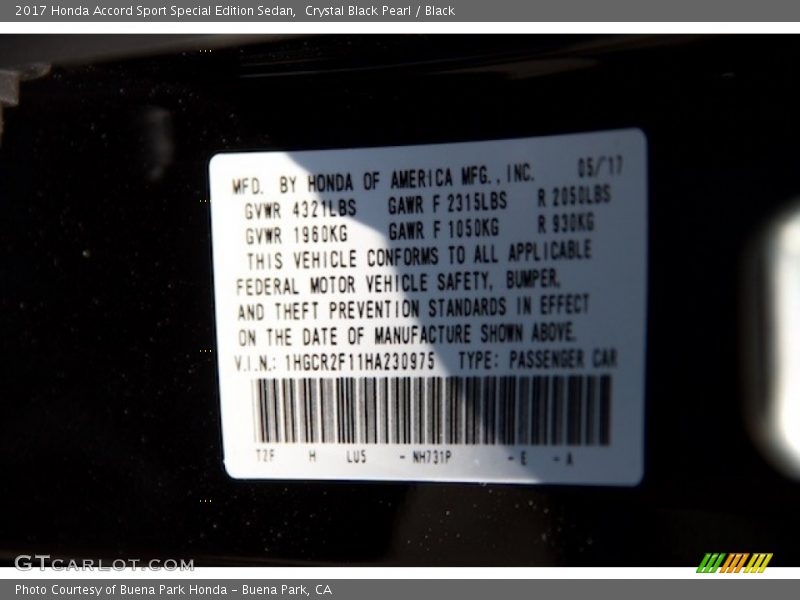 2017 Honda Accord Sport Special Edition Sedan,  Crystal Black Pearl / Black
MFD. BY HONDA OF AMERICA MFG., INC. 05/17
GVWR 4321LBS GAWR F 2315LBS R 2050LBS
GVWR 1960KG GAWR F 1050KG R 930KG
THIS VEHICLE CONFORMS TO ALL APPLICABLE
FEDERAL MOTOR VEHICLE SAFETY, BUMPER,
AND THEFT PREVENTION STANDARDS IN EFFECT
ON THE DATE OF MANUFACTURE SHOWN ABOVE.
V.I.N.: 1HGCR2F11HA230975 TYPE: PASSENGER CAR
T2F H LU5 - NH731P - E - A
GTCARLOT.COM
Photo Courtesy of Buena Park Honda – Buena Park, CA